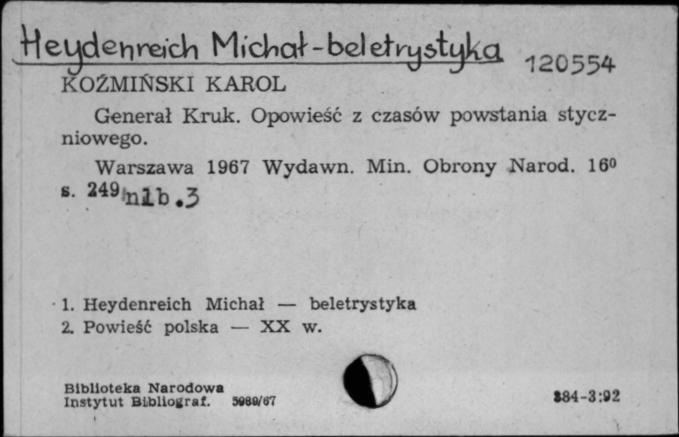 Heydenreich Michał-beletrystyka
120554
KOŹMIŃSKI KAROL
Generał Kruk. Opowieść z czasów powstania stycz-
niowego.
Warszawa 1967 Wydawn. Min. Obrony Narod. 16⁰
s. 249 nlb.3
1. Heydenreich Michał — beletrystyka
2. Powieść polska — XX w.
Biblioteka Narodowa
Instytut Bibliograf. 5989/67
884-3:92